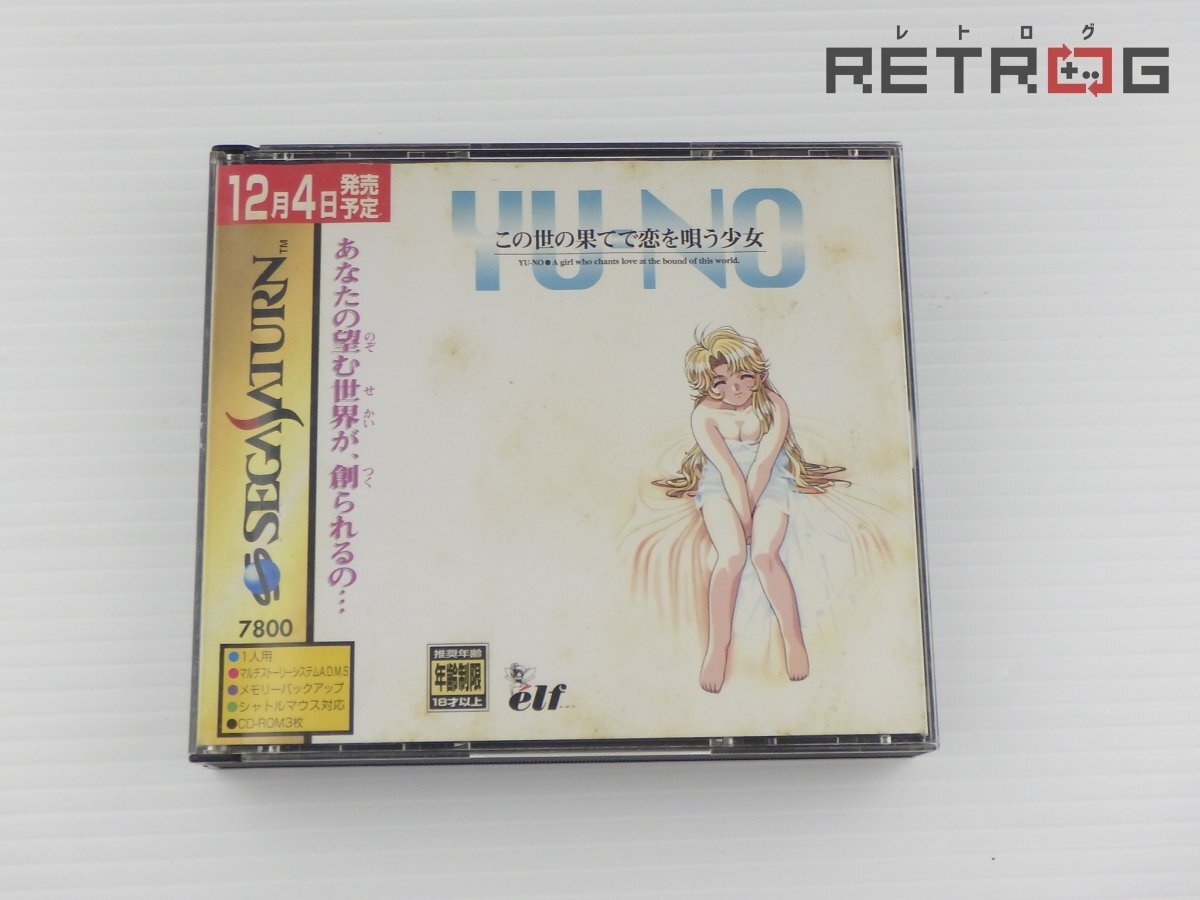 レトログ
RETROG
12月4日発売予定
YU-NO
この世の果てで恋を唄う少女
YU-NO●A girl who chants love at the bound of this world.
SEGA SATURN™
あなたの望む世界が、創られるの…
のぞ
せ かい
つく
7800
●1人用
●マルチストーリーシステムA.D.M.S
●メモリーバックアップ
●シャトルマウス対応
●CD-ROM3枚
推奨年齢
年齢制限
18才以上
élf